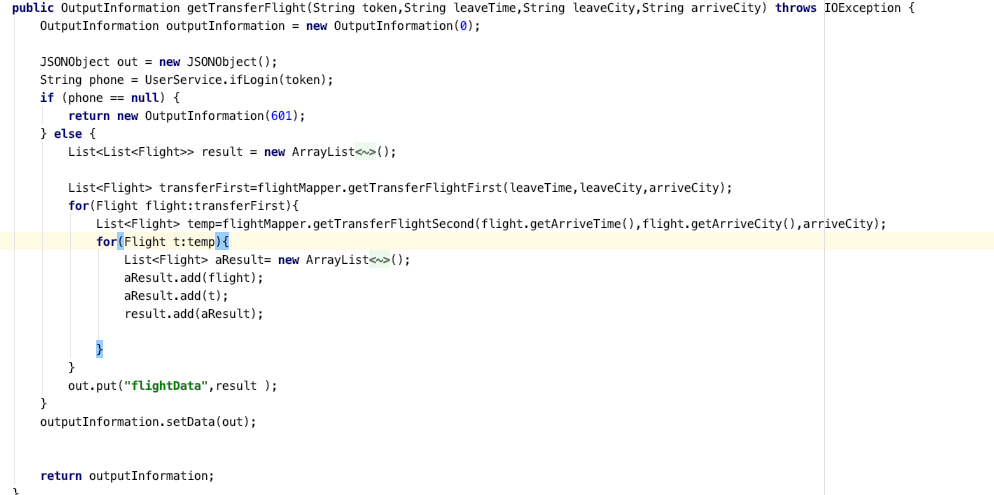 public OutputInformation getTransferFlight(String token,String leaveTime,String leaveCity,String arriveCity) throws IOException {
OutputInformation outputInformation = new OutputInformation(0);
JSONObject out = new JSONObject();
String phone = UserService.ifLogin(token);
if (phone == null) {
return new OutputInformation(601);
} else {
List<List<Flight>> result = new ArrayList<~>();
List<Flight> transferFirst=flightMapper.getTransferFlightFirst(leaveTime,leaveCity,arriveCity);
for(Flight flight:transferFirst){
List<Flight> temp=flightMapper.getTransferFlightSecond(flight.getArriveTime(),flight.getArriveCity(),arriveCity);
for(Flight t:temp){
List<Flight> aResult= new ArrayList<~>();
aResult.add(flight);
aResult.add(t);
result.add(aResult);
}
}
out.put("flightData",result );
}
outputInformation.setData(out);
return outputInformation;
}